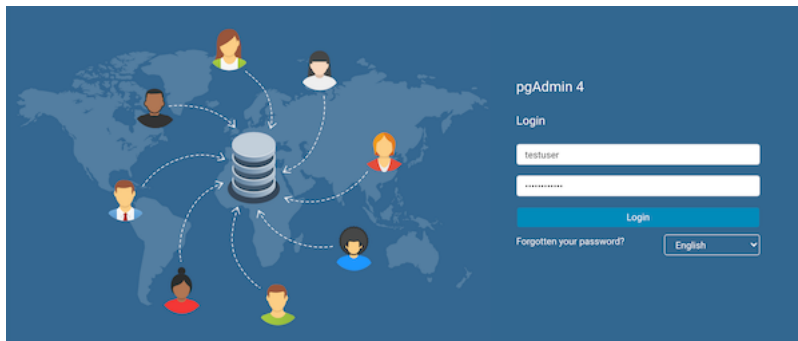 pgAdmin 4
Login
testuser
••••••••••••
Login
Forgotten your password?
English